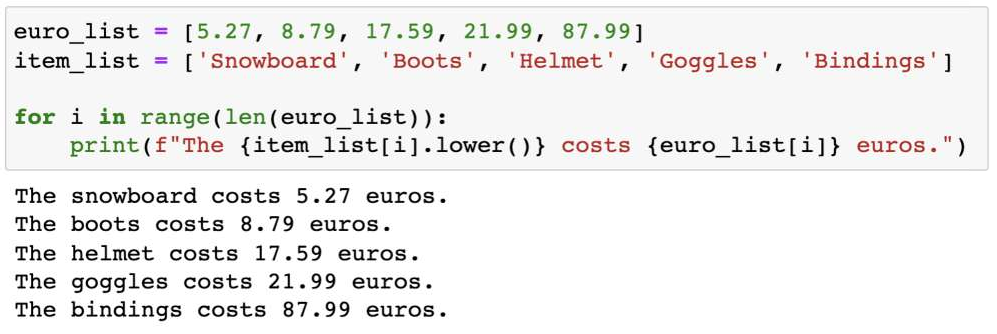 euro_list = [5.27, 8.79, 17.59, 21.99, 87.99]
item_list = ['Snowboard', 'Boots', 'Helmet', 'Goggles', 'Bindings']

for i in range(len(euro_list)):
    print(f"The {item_list[i].lower()} costs {euro_list[i]} euros.")
The snowboard costs 5.27 euros.
The boots costs 8.79 euros.
The helmet costs 17.59 euros.
The goggles costs 21.99 euros.
The bindings costs 87.99 euros.